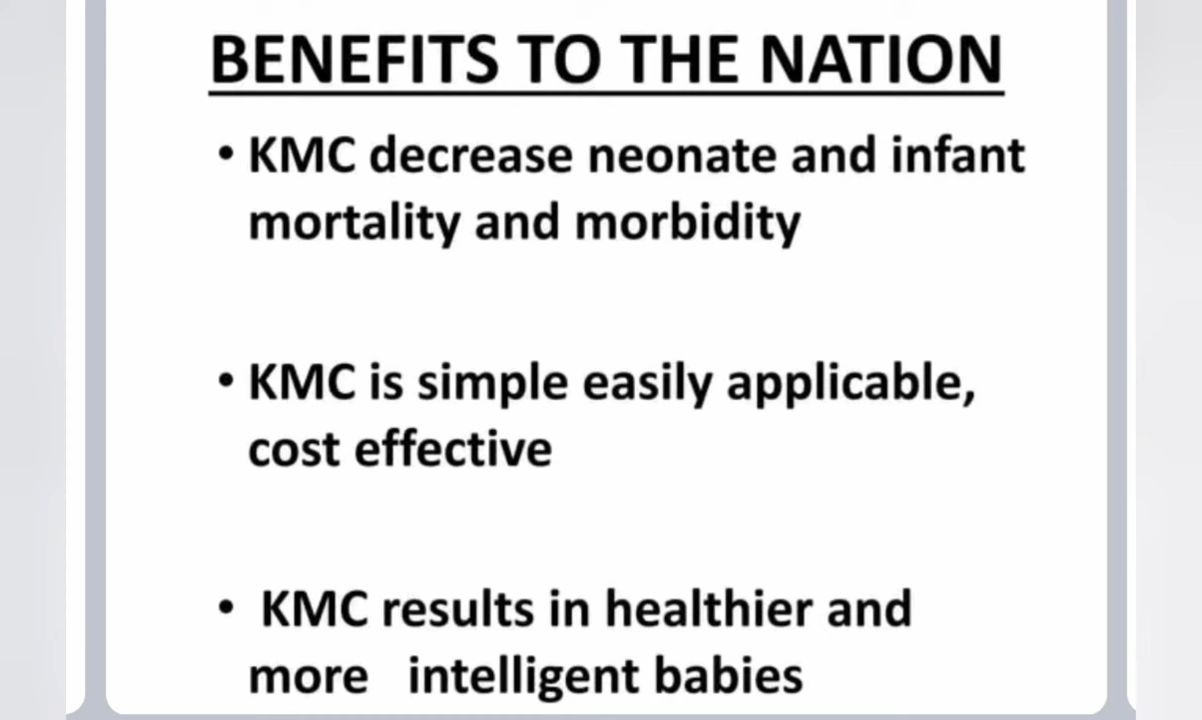 BENEFITS TO THE NATION
• KMC decrease neonate and infant
mortality and morbidity
• KMC is simple easily applicable,
cost effective
• KMC results in healthier and
more intelligent babies